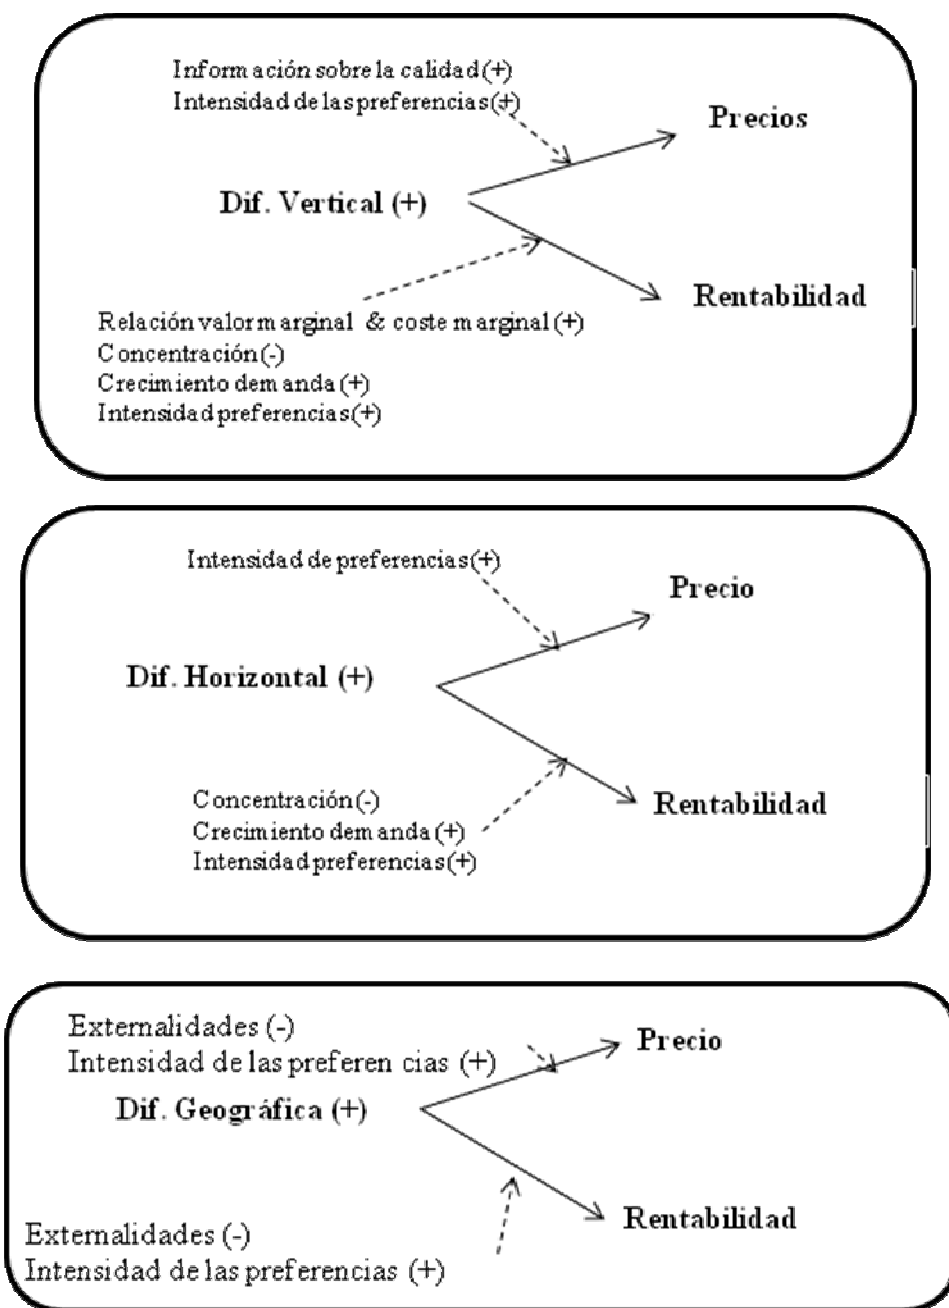 Información sobre la calidad (+)
Intensidad de las preferencias (+)
Precios
Dif. Vertical (+)
Rentabilidad
Relación valor marginal & coste marginal (+)
Concentración (-)
Crecimiento demanda (+)
Intensidad preferencias (+)
Intensidad de preferencias (+)
Precio
Dif. Horizontal (+)
Concentración (-)
Crecimiento demanda (+)
Intensidad preferencias (+)
Rentabilidad
Externalidades (-)
Intensidad de las preferen cias (+)
Precio
Dif. Geográfica (+)
Rentabilidad
Externalidades (-)
Intensidad de las preferencias (+)